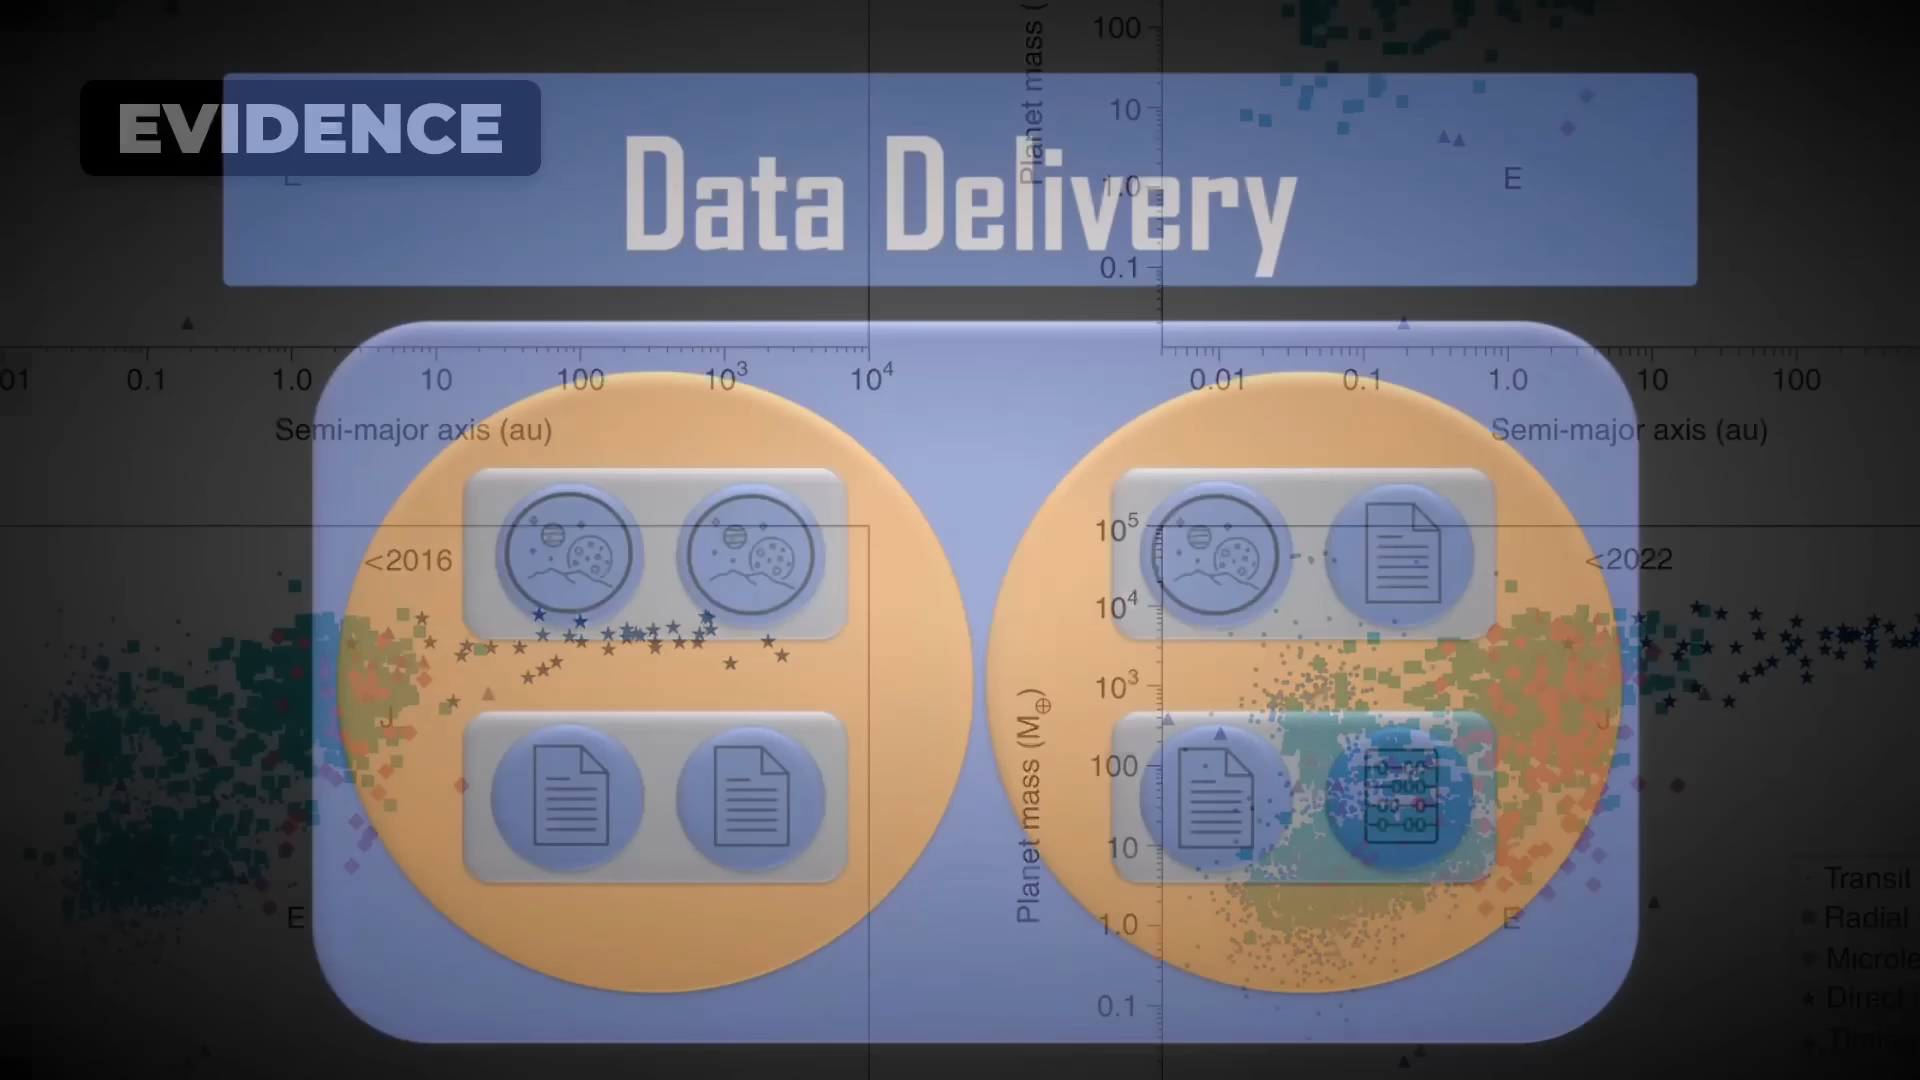 EVIDENCE
Data Delivery
Planet mass (
100
10
1.0
0.1
E
01 0.1 1.0 10 100 10³ 10⁴
Semi-major axis (au)
0.01 0.1 1.0 10 100
Semi-major axis (au)
<2016
J
E
<2022
Planet mass (M⊕)
10⁵
10⁴
10³
100
10
1.0
0.1
J
E
Transit
Radial
Microle
Direct